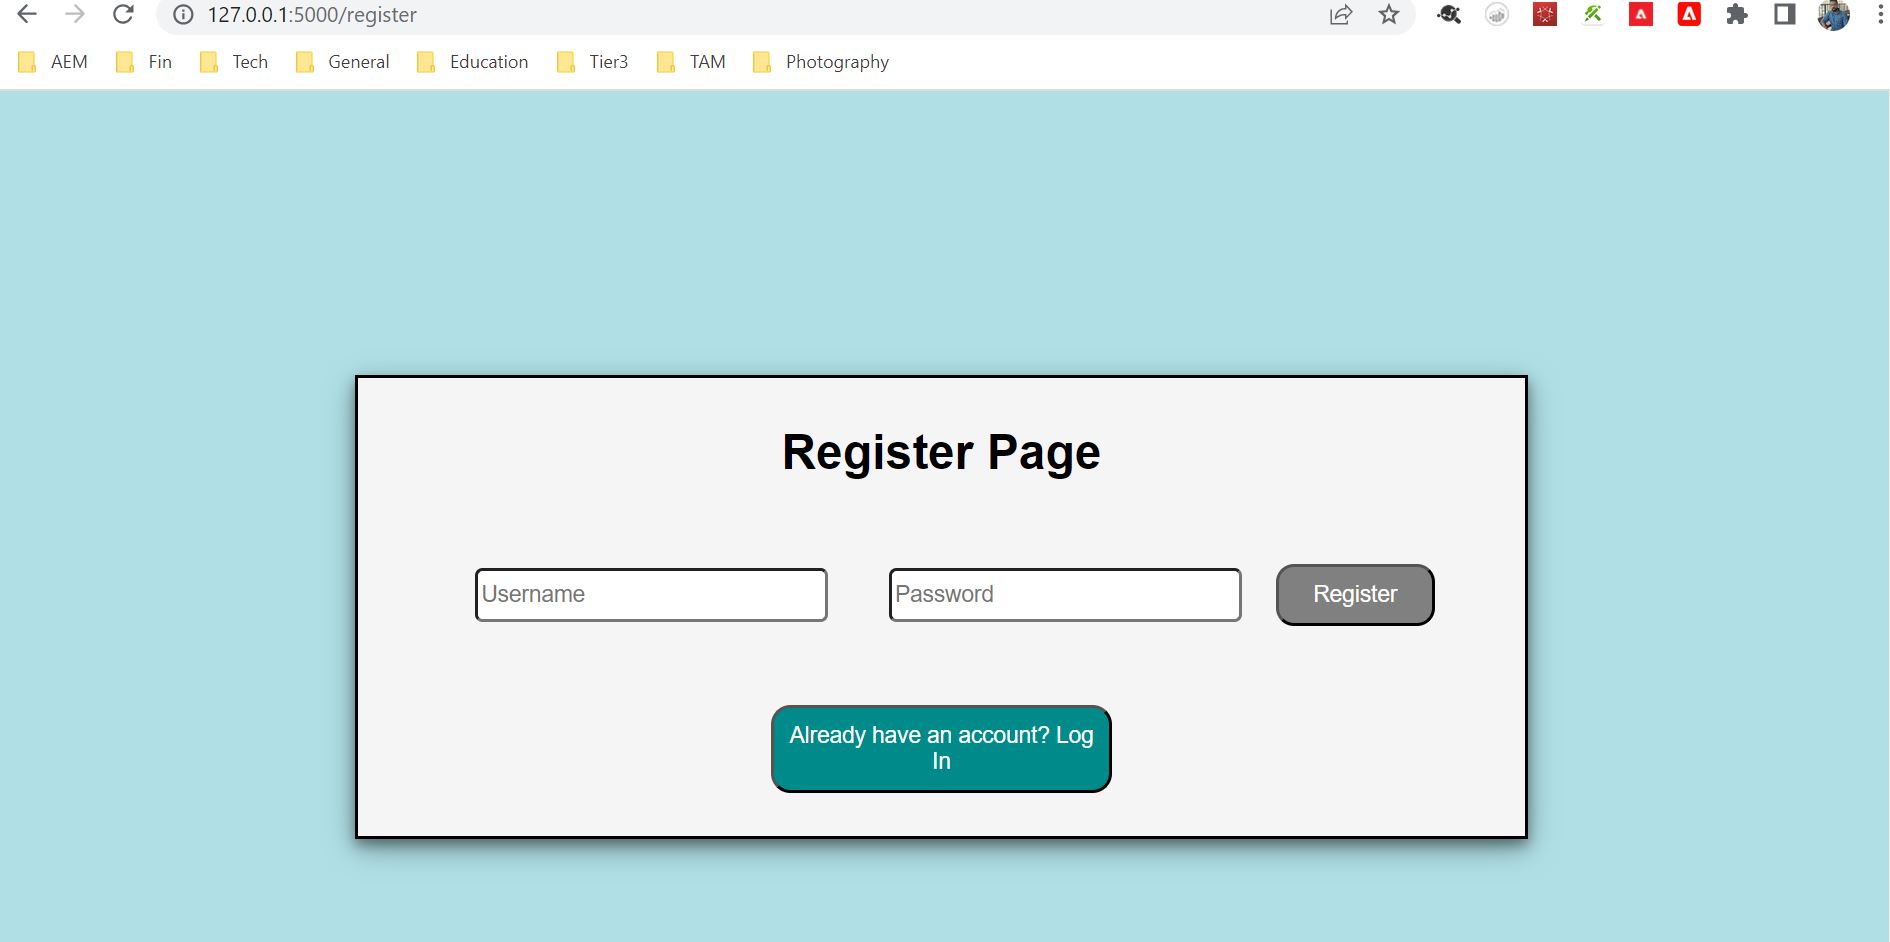 127.0.0.1:5000/register
AEM Fin Tech General Education Tier3 TAM Photography
Register Page
Username Password Register
Already have an account? Log
In